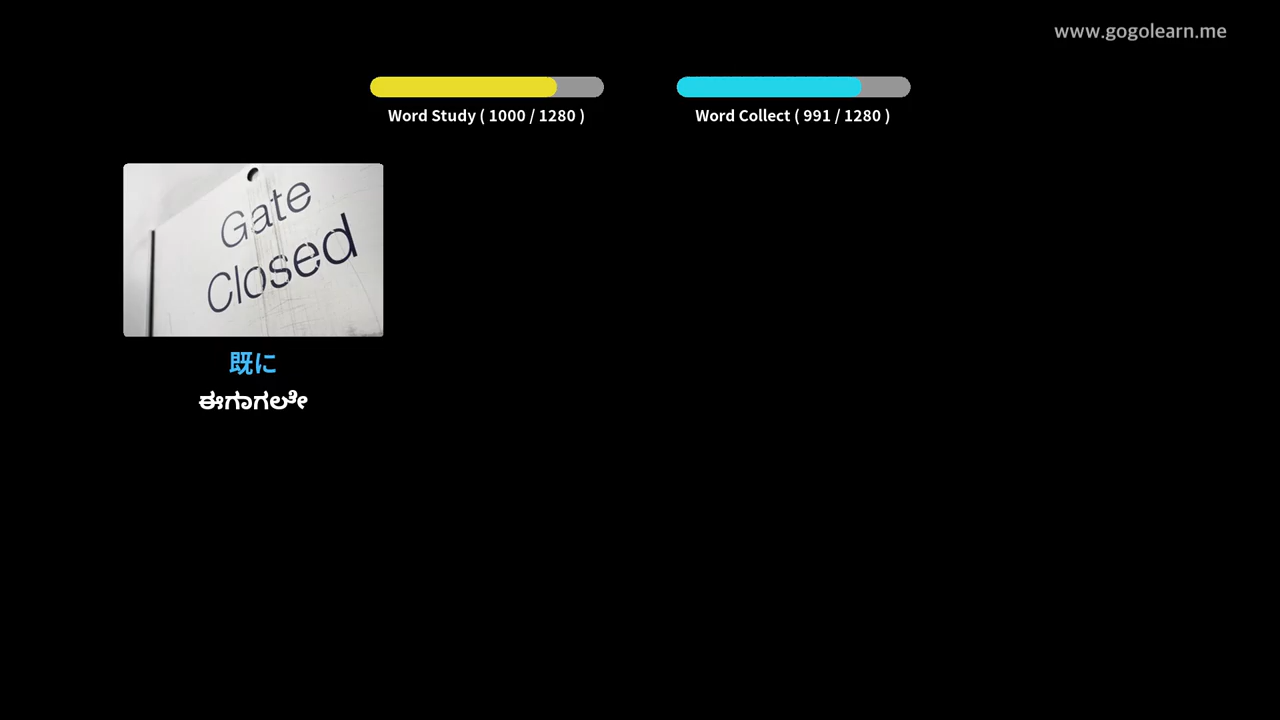 www.gogolearn.me
Word Study ( 1000 / 1280 )
Word Collect ( 991 / 1280 )
Gate
Closed
既に
ಈಗಾಗಲೇ